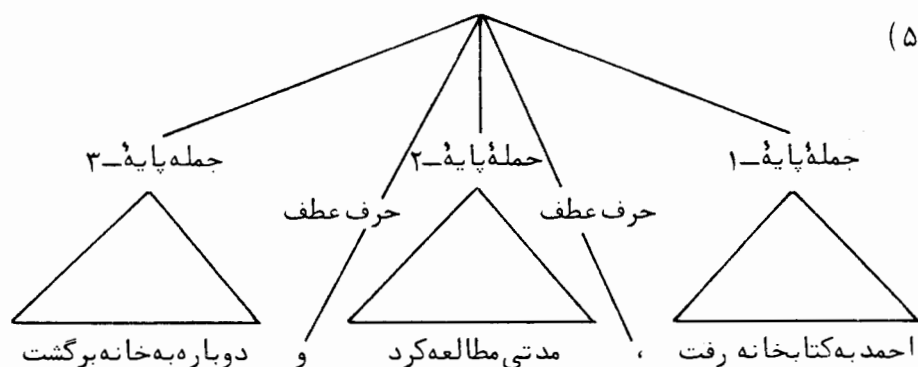 ۵)
جملهٔ پایهٔ ـ۱ حملهٔ پایهٔ ـ۲ جمله پایهٔ ـ۳
حرف عطف حرف عطف
احمد به کتابخانه رفت ، مدتی مطالعه کرد و دوباره به خانه برگشت